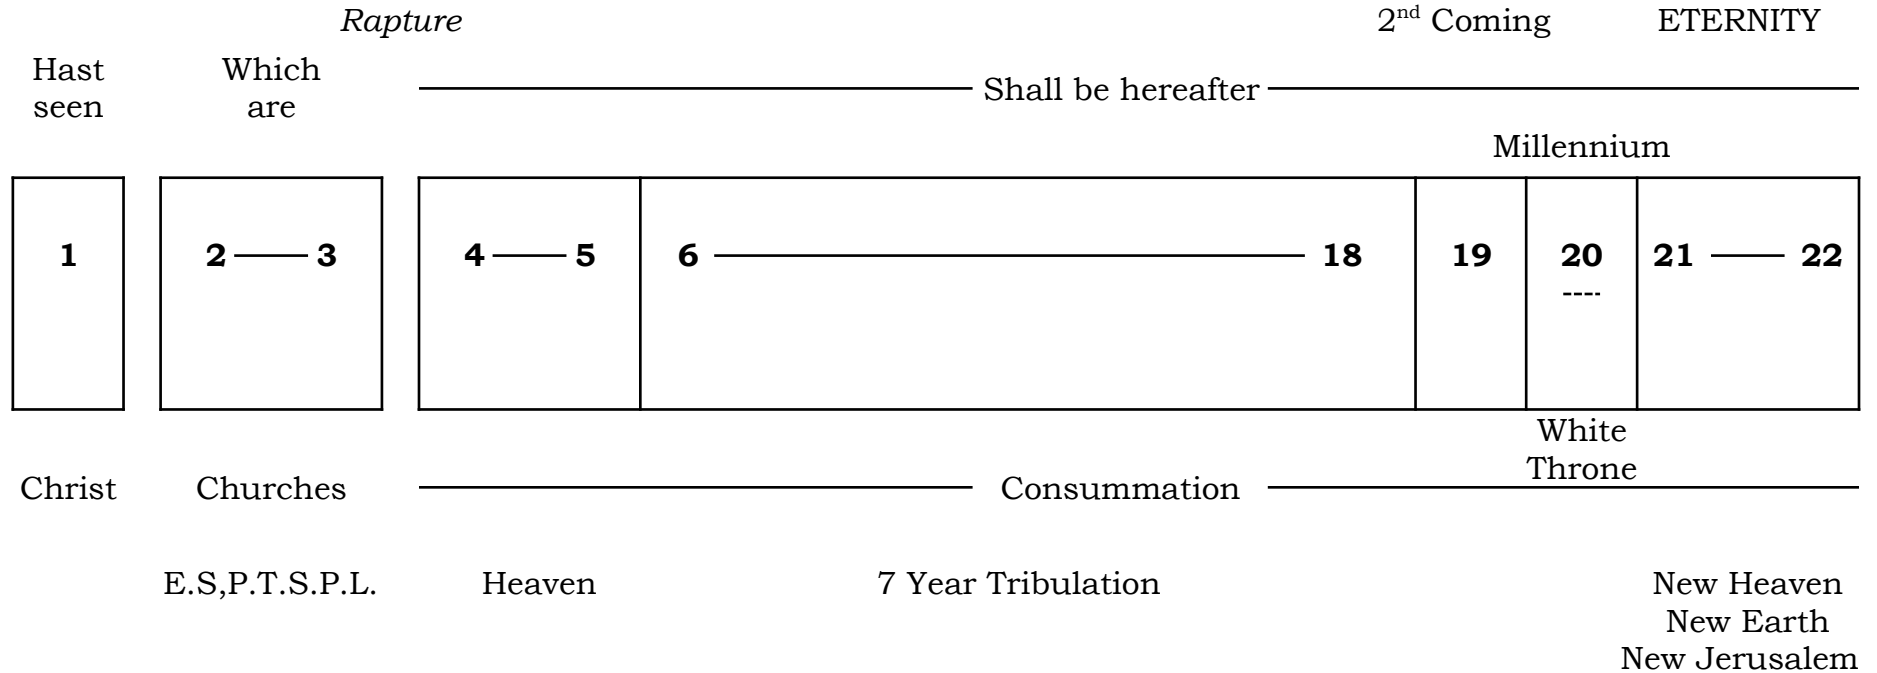 Rapture 2nd Coming ETERNITY
Hast Which
seen are
Shall be hereafter
Millennium
1 2 — 3 4 — 5 6 — 18 19 20 21 — 22
----
White
Throne
Christ Churches Consummation
E.S,P.T.S.P.L. Heaven 7 Year Tribulation New Heaven
New Earth
New Jerusalem